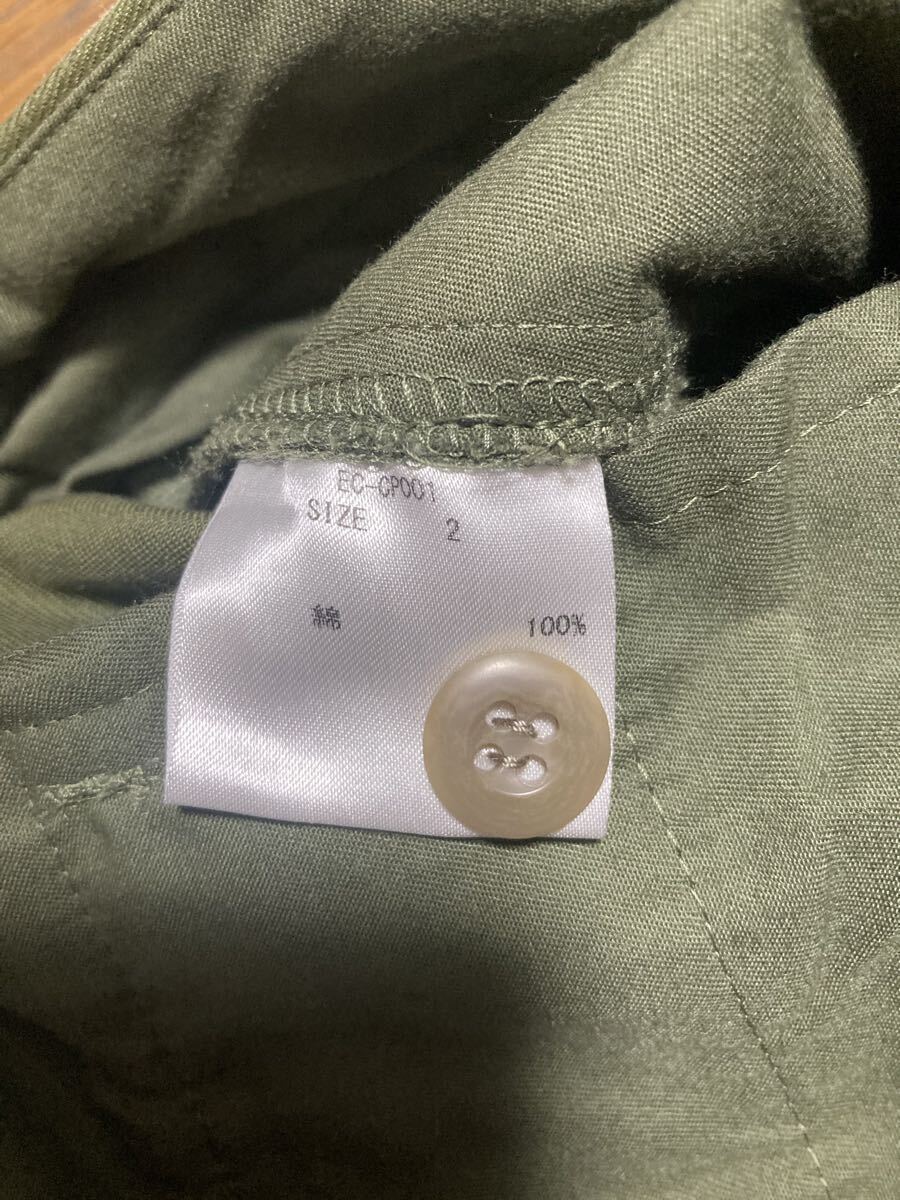 EC-CP001
SIZE 2
綿 100%